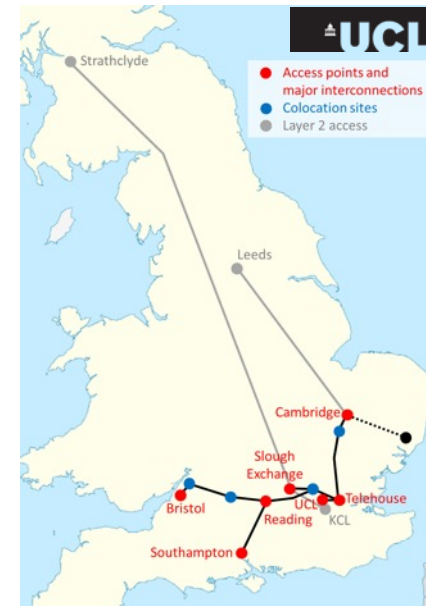 UCL
Strathclyde
Access points and
major interconnections
Colocation sites
Layer 2 access
Leeds
Cambridge
Slough
Exchange
Telehouse
UCL
Bristol
Reading
KCL
Southampton